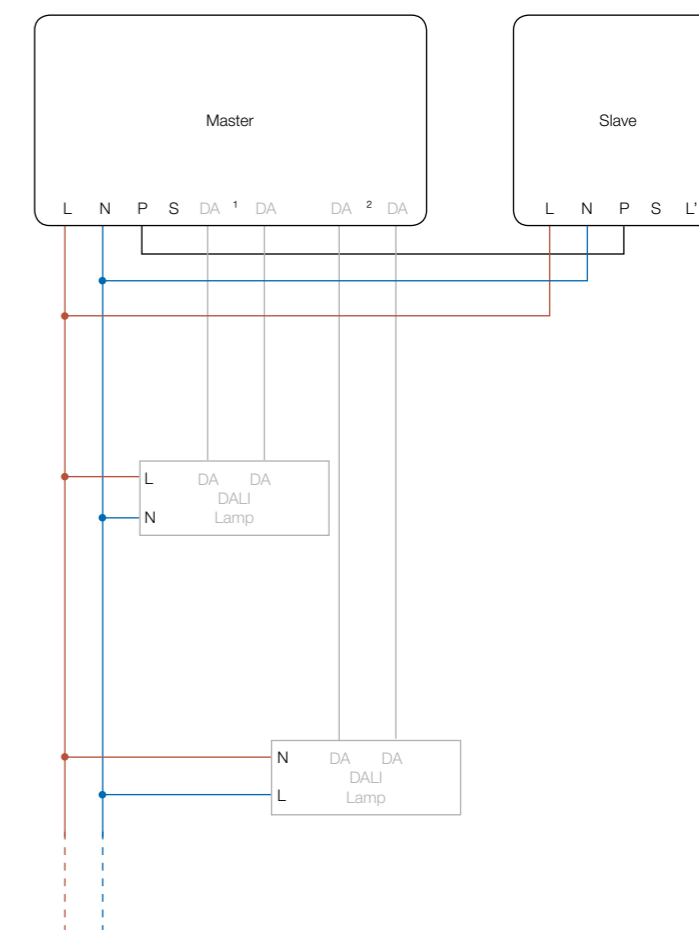 Master
Slave
L N P S DA ¹ DA DA ² DA
L N P S L'
L DA DA
DALI
N Lamp
N DA DA
DALI
L Lamp